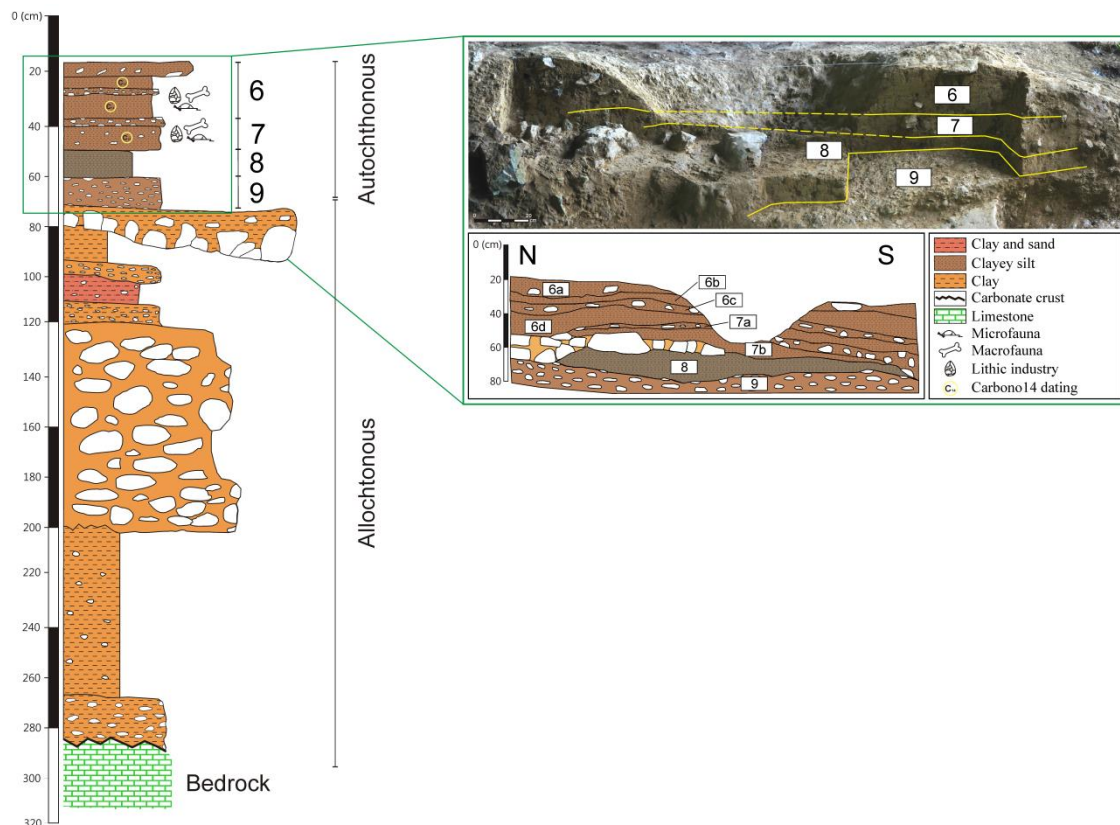 0 (cm)
20
40
60
80
100
120
140
160
180
200
220
240
260
280
300
320
6
7
8
9
Autochthonous
Allochtonous
Bedrock
6
7
8
9
0 (cm)
20
40
60
80
N
S
6a
6b
6c
6d
7a
7b
8
9
Clay and sand
Clayey silt
Clay
Carbonate crust
Limestone
Microfauna
Macrofauna
Lithic industry
Carbono14 dating